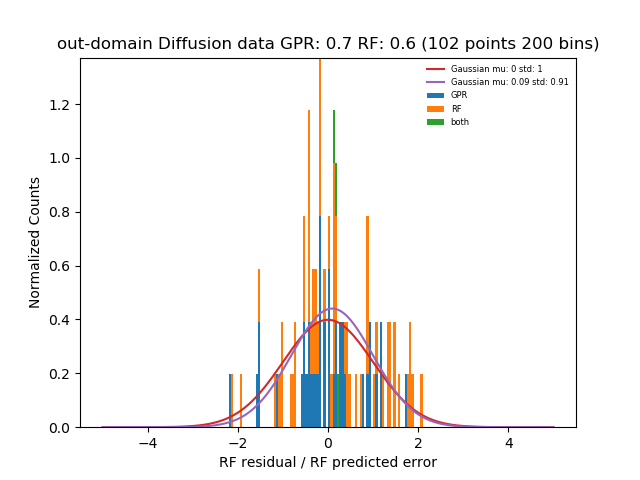 out-domain Diffusion data GPR: 0.7 RF: 0.6 (102 points 200 bins)
Gaussian mu: 0 std: 1
Gaussian mu: 0.09 std: 0.91
GPR
RF
both
Normalized Counts
1.2
1.0
0.8
0.6
0.4
0.2
0.0
−4
−2
0
2
4
RF residual / RF predicted error